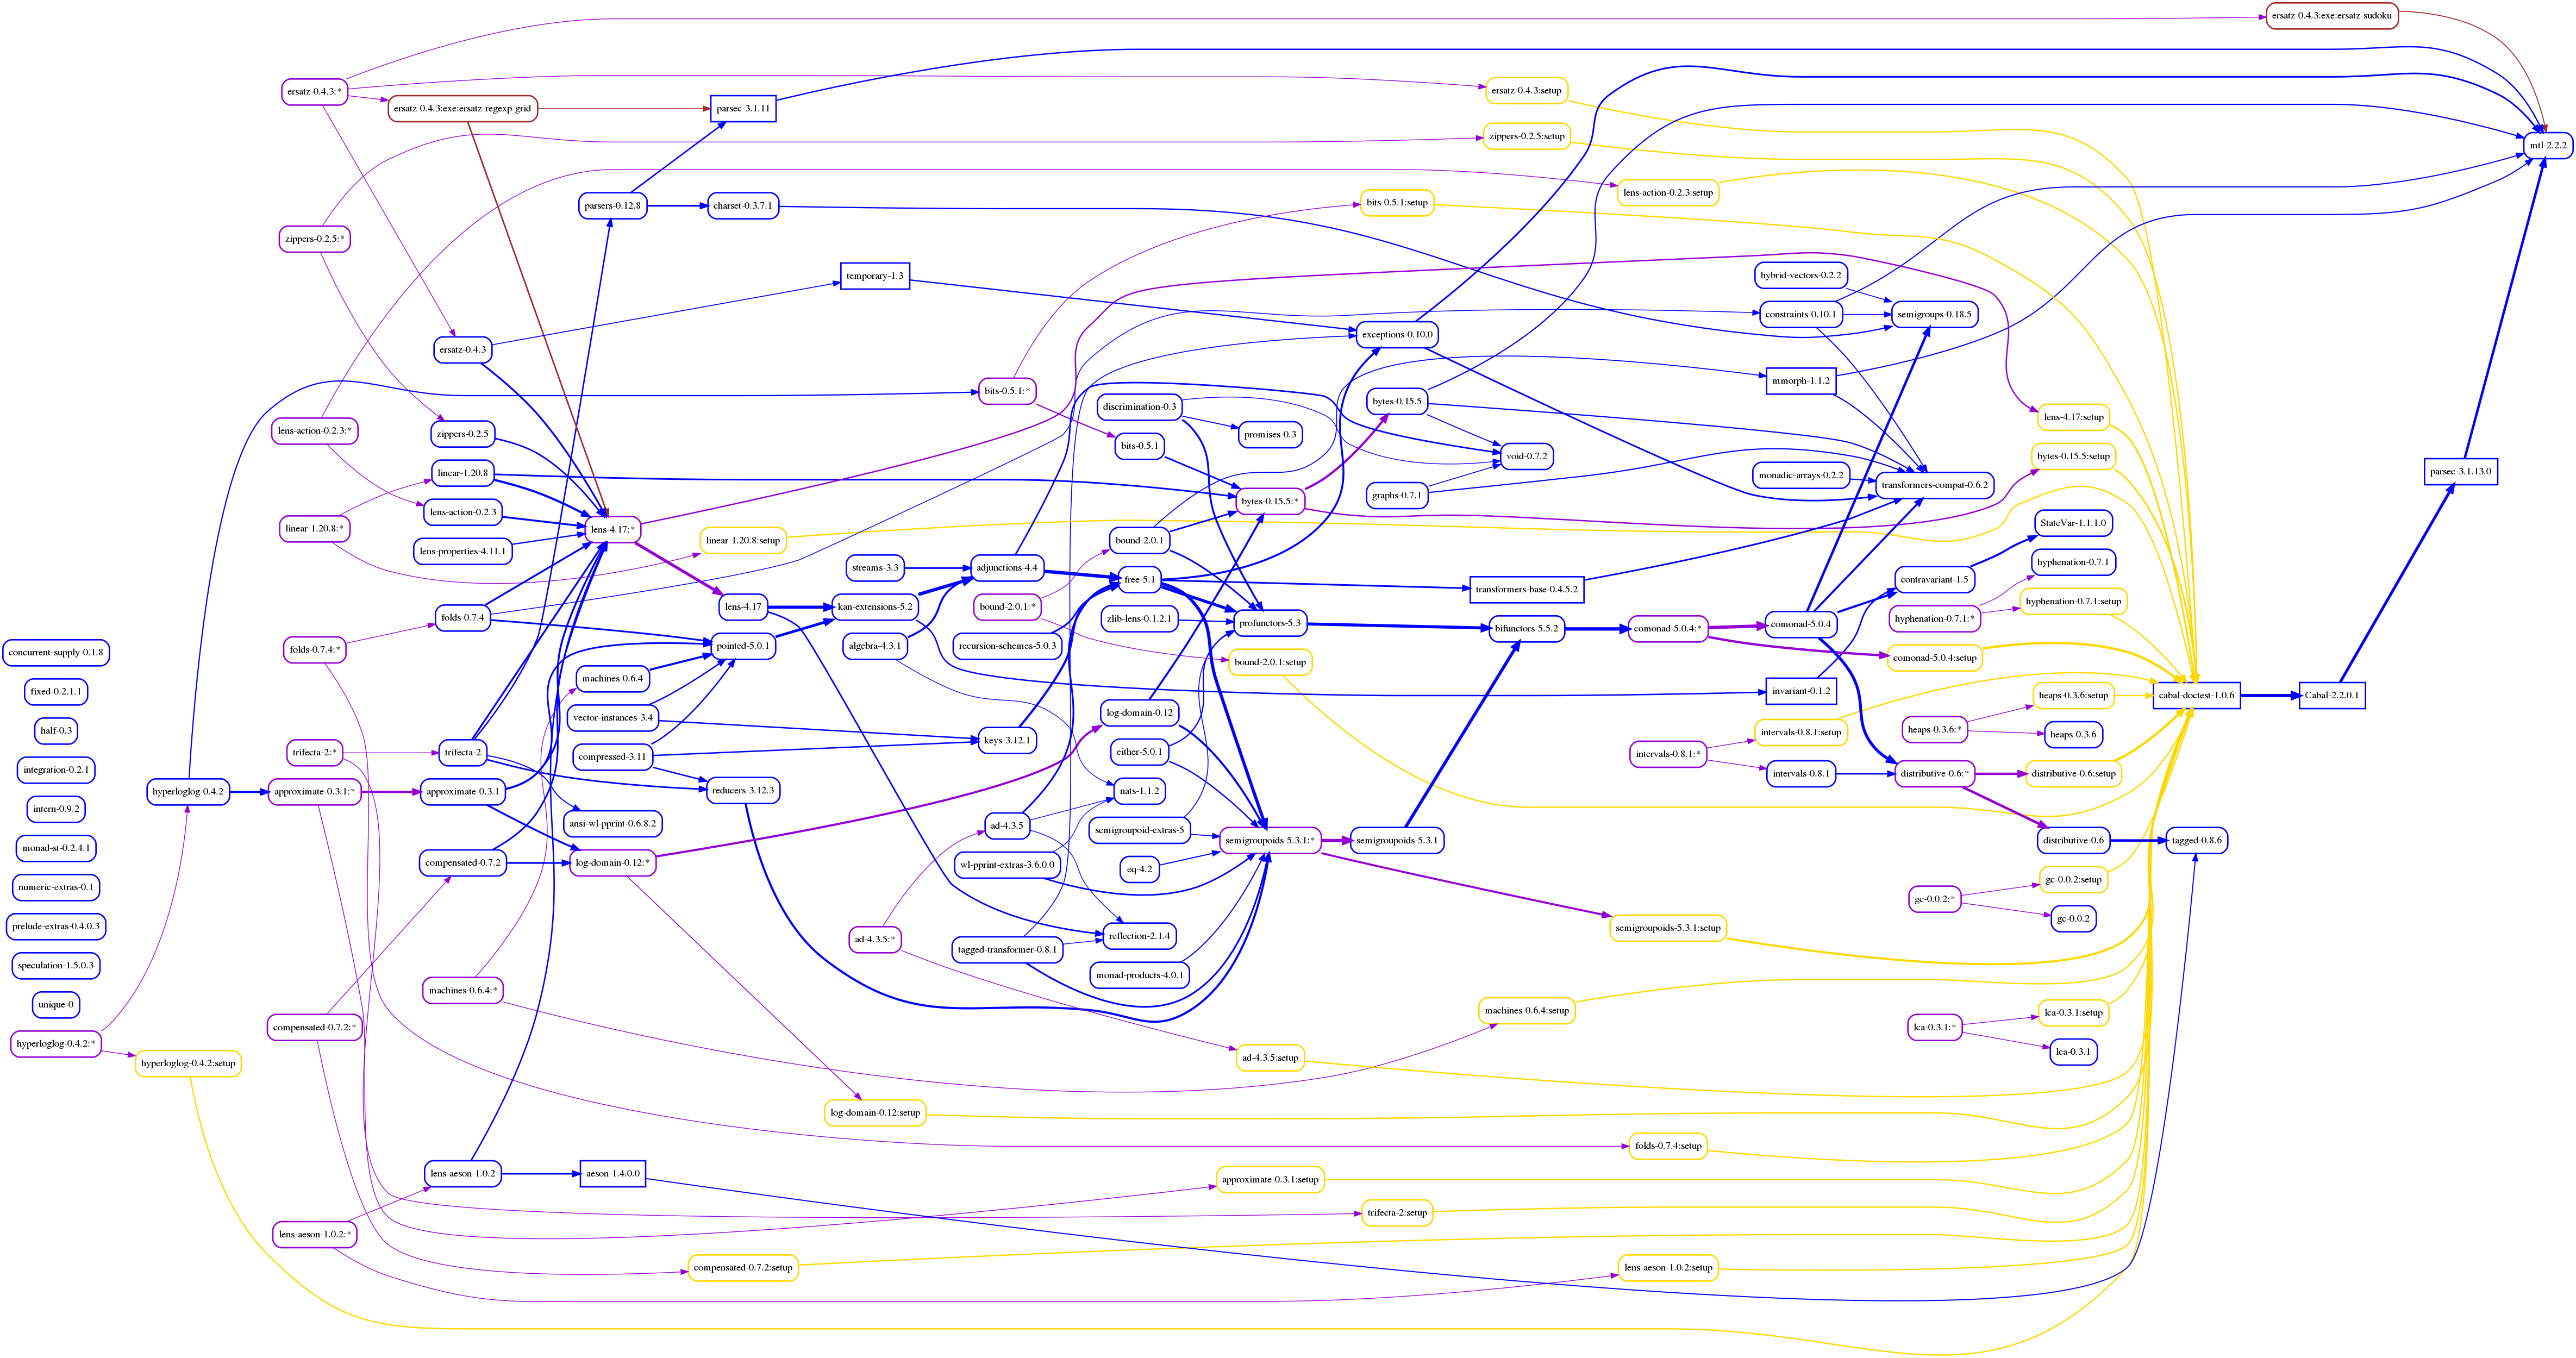 ersatz-0.4.3:exe:ersatz-sudoku
ersatz-0.4.3:*
ersatz-0.4.3:setup
ersatz-0.4.3:exe:ersatz-regexp-grid
parsec-3.1.11
zippers-0.2.5:setup
mtl-2.2.2
lens-action-0.2.3:setup
parsers-0.12.8
charset-0.3.7.1
bits-0.5.1:setup
zippers-0.2.5:*
temporary-1.3
hybrid-vectors-0.2.2
constraints-0.10.1
semigroups-0.18.5
exceptions-0.10.0
ersatz-0.4.3
mmorph-1.1.2
bits-0.5.1:*
bytes-0.15.5
discrimination-0.3
lens-4.17:setup
lens-action-0.2.3:*
zippers-0.2.5
promises-0.3
bits-0.5.1
void-0.7.2
bytes-0.15.5:setup
linear-1.20.8
parsec-3.1.13.0
monadic-arrays-0.2.2
transformers-compat-0.6.2
graphs-0.7.1
bytes-0.15.5:*
lens-action-0.2.3
linear-1.20.8:*
lens-4.17:*
StateVar-1.1.1.0
linear-1.20.8:setup
bound-2.0.1
lens-properties-4.11.1
hyphenation-0.7.1
streams-3.3
adjunctions-4.4
free-5.1
contravariant-1.5
transformers-base-0.4.5.2
hyphenation-0.7.1:setup
lens-4.17
kan-extensions-5.2
bound-2.0.1:*
folds-0.7.4
zlib-lens-0.1.2.1
profunctors-5.3
hyphenation-0.7.1:*
bifunctors-5.5.2
comonad-5.0.4:*
comonad-5.0.4
concurrent-supply-0.1.8
folds-0.7.4:*
pointed-5.0.1
algebra-4.3.1
recursion-schemes-5.0.3
bound-2.0.1:setup
comonad-5.0.4:setup
machines-0.6.4
fixed-0.2.1.1
invariant-0.1.2
heaps-0.3.6:setup
cabal-doctest-1.0.6
Cabal-2.2.0.1
vector-instances-3.4
log-domain-0.12
half-0.3
keys-3.12.1
intervals-0.8.1:setup
heaps-0.3.6:*
heaps-0.3.6
trifecta-2:*
trifecta-2
compressed-3.11
either-5.0.1
intervals-0.8.1:*
integration-0.2.1
intervals-0.8.1
distributive-0.6:*
distributive-0.6:setup
hyperloglog-0.4.2
approximate-0.3.1:*
approximate-0.3.1
reducers-3.12.3
nats-1.1.2
intern-0.9.2
ansi-wl-pprint-0.6.8.2
ad-4.3.5
semigroupoid-extras-5
semigroupoids-5.3.1:*
semigroupoids-5.3.1
distributive-0.6
tagged-0.8.6
monad-st-0.2.4.1
compensated-0.7.2
log-domain-0.12:*
wl-pprint-extras-3.6.0.0
eq-4.2
numeric-extras-0.1
gc-0.0.2:setup
gc-0.0.2:*
gc-0.0.2
prelude-extras-0.4.0.3
ad-4.3.5:*
reflection-2.1.4
semigroupoids-5.3.1:setup
tagged-transformer-0.8.1
speculation-1.5.0.3
monad-products-4.0.1
machines-0.6.4:*
unique-0
machines-0.6.4:setup
lca-0.3.1:setup
compensated-0.7.2:*
lca-0.3.1:*
hyperloglog-0.4.2:*
lca-0.3.1
hyperloglog-0.4.2:setup
ad-4.3.5:setup
log-domain-0.12:setup
folds-0.7.4:setup
lens-aeson-1.0.2
aeson-1.4.0.0
approximate-0.3.1:setup
trifecta-2:setup
lens-aeson-1.0.2:*
compensated-0.7.2:setup
lens-aeson-1.0.2:setup